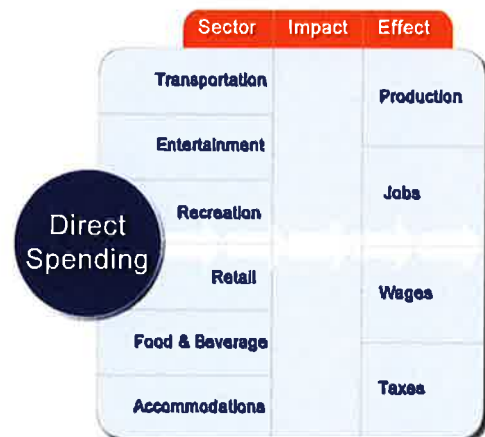 Sector Impact Effect
Transportation
Entertainment
Recreation
Retail
Food & Beverage
Accommodations
Direct
Spending
Production
Jobs
Wages
Taxes